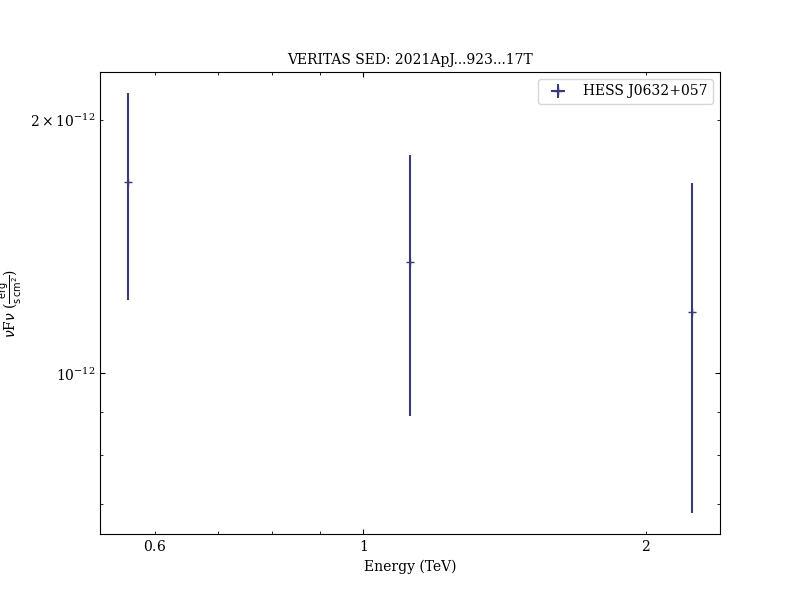 VERITAS SED: 2021ApJ...923...17T
HESS J0632+057
2 × 10⁻¹²
10⁻¹²
νFν (erg / s cm²)
0.6 1 2
Energy (TeV)